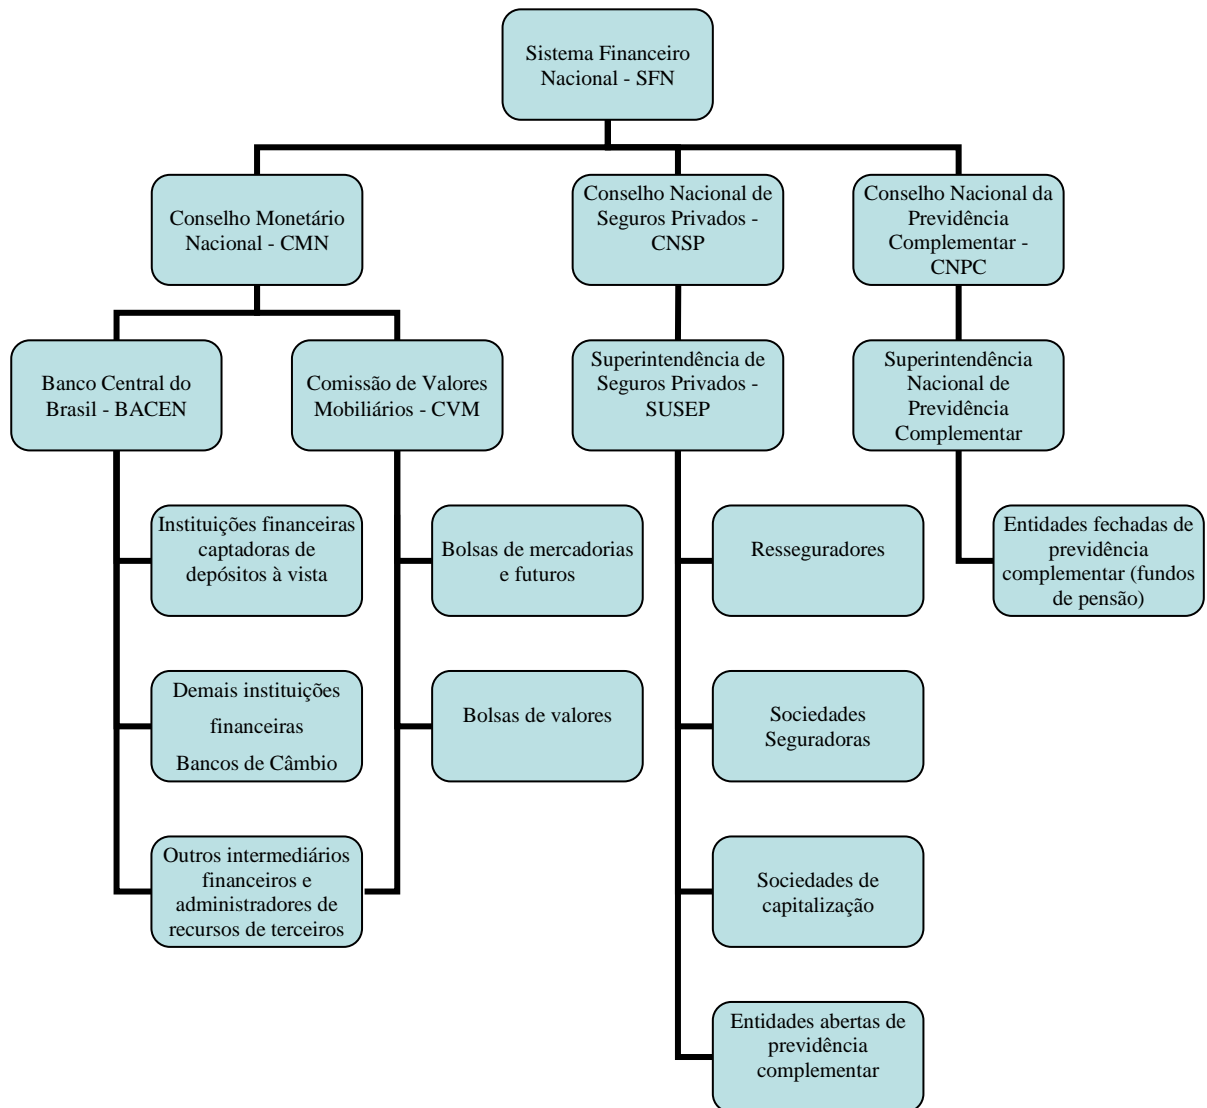 Sistema Financeiro
Nacional - SFN
Conselho Monetário
Nacional - CMN
Conselho Nacional de
Seguros Privados -
CNSP
Conselho Nacional da
Previdência
Complementar -
CNPC
Banco Central do
Brasil - BACEN
Comissão de Valores
Mobiliários - CVM
Superintendência de
Seguros Privados -
SUSEP
Superintendência
Nacional de
Previdência
Complementar
Instituições financeiras
captadoras de
depósitos à vista
Bolsas de mercadorias
e futuros
Resseguradores
Entidades fechadas de
previdência
complementar (fundos
de pensão)
Demais instituições
financeiras
Bancos de Câmbio
Bolsas de valores
Sociedades
Seguradoras
Outros intermediários
financeiros e
administradores de
recursos de terceiros
Sociedades de
capitalização
Entidades abertas de
previdência
complementar